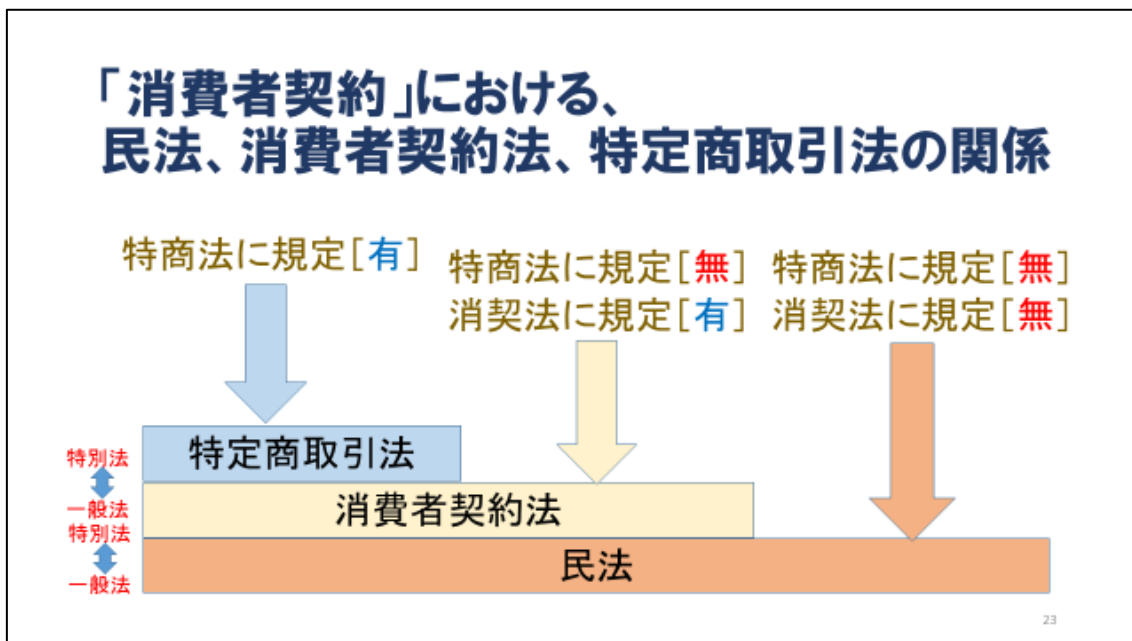 「消費者契約」における、
民法、消費者契約法、特定商取引法の関係
特商法に規定[有]
特商法に規定[無]
消契法に規定[有]
特商法に規定[無]
消契法に規定[無]
特定商取引法
特別法
一般法
消費者契約法
特別法
一般法
民法
23